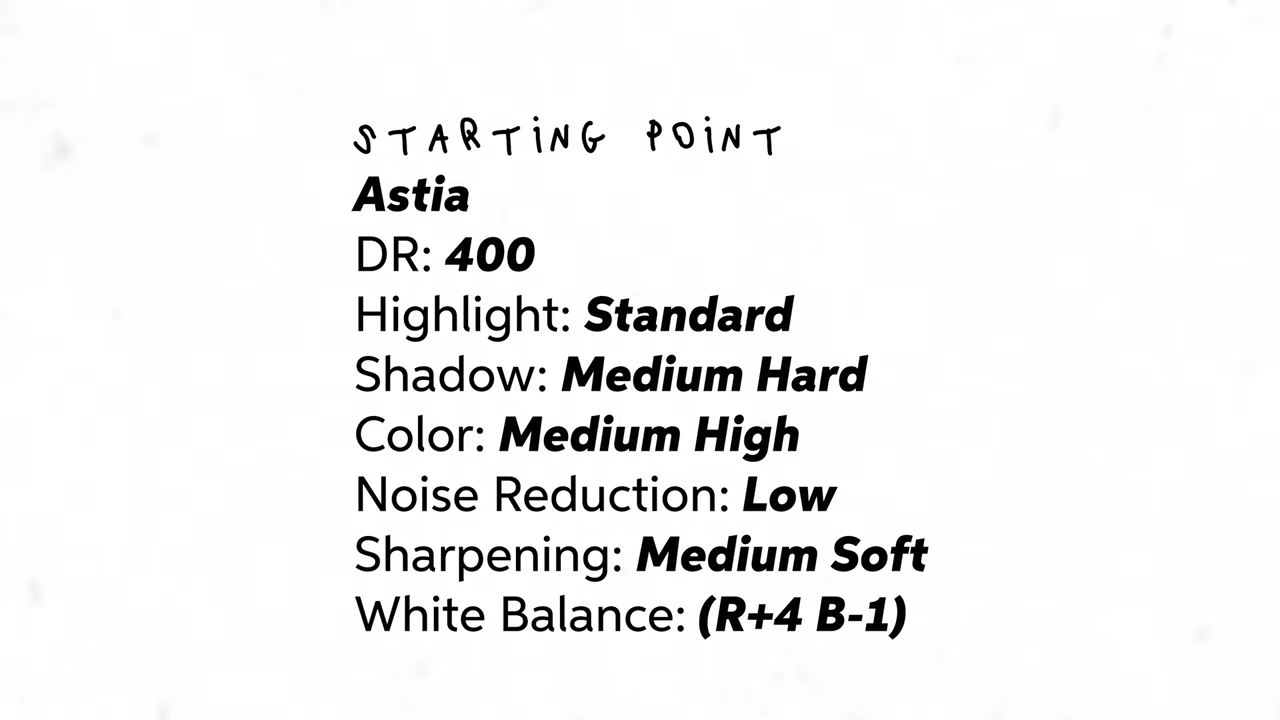 STARTiNG POiNT
Astia
DR: 400
Highlight: Standard
Shadow: Medium Hard
Color: Medium High
Noise Reduction: Low
Sharpening: Medium Soft
White Balance: (R+4 B-1)